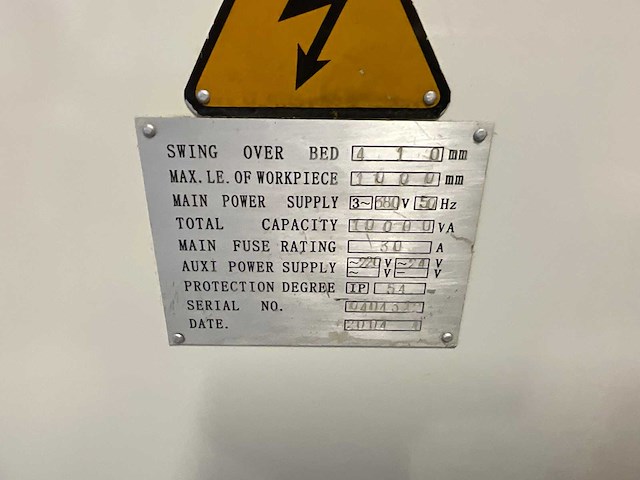 SWING OVER BED 410 mm
MAX. LE. OF WORKPIECE 1000 mm
MAIN POWER SUPPLY 3~ 380 V 50 Hz
TOTAL CAPACITY 10000 VA
MAIN FUSE RATING 30 A
AUXI POWER SUPPLY ~220 V ~24 V
~ V – V
PROTECTION DEGREE IP 54
SERIAL NO.
DATE. 2004